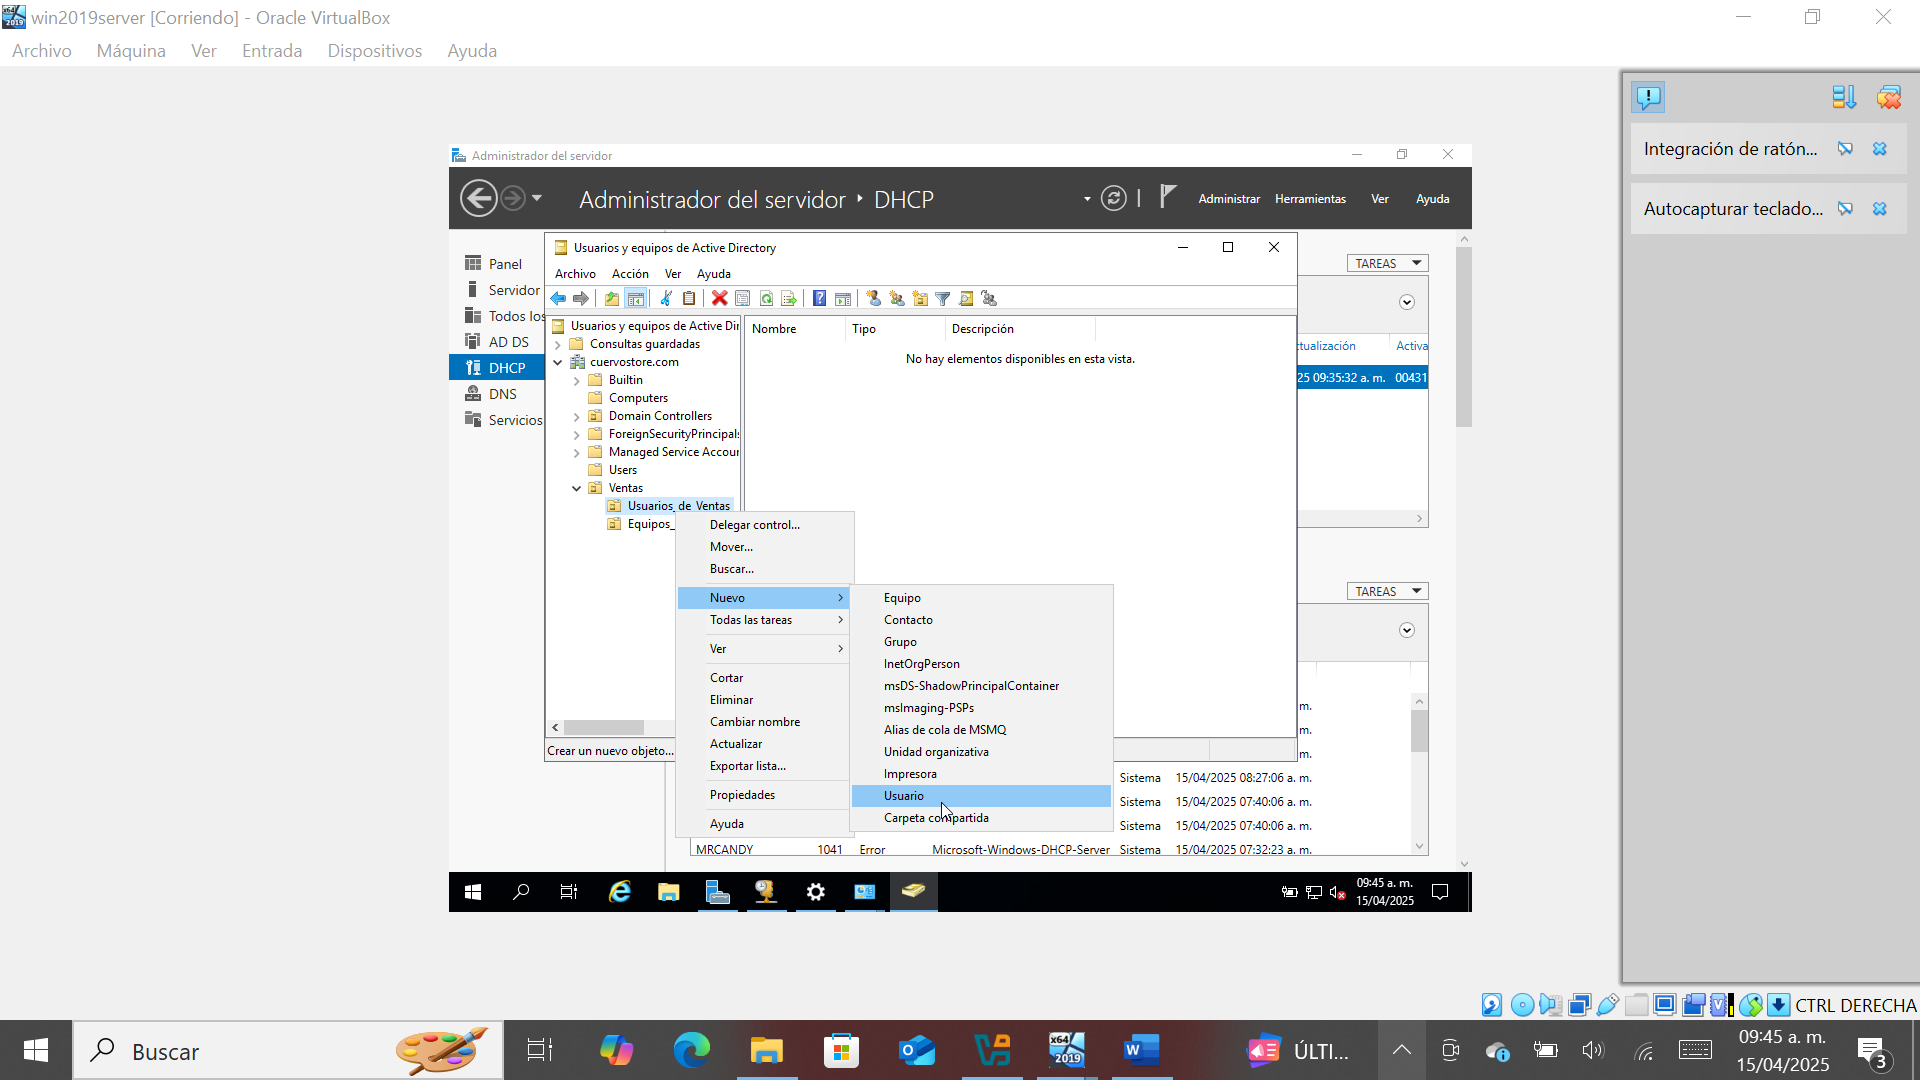 win2019server [Corriendo] - Oracle VirtualBox
Archivo Máquina Ver Entrada Dispositivos Ayuda
Integración de ratón...
Autocapturar teclado...
Administrador del servidor
Administrador del servidor DHCP
Administrar Herramientas Ver Ayuda
Panel
Servidor
Todos los
AD DS
DHCP
DNS
Servicios
TAREAS
ctualización Activa
25 09:35:32 a. m. 00431
Usuarios y equipos de Active Directory
Archivo Acción Ver Ayuda
Usuarios y equipos de Active Dir
Consultas guardadas
cuervostore.com
Builtin
Computers
Domain Controllers
ForeignSecurityPrincipals
Managed Service Accour
Users
Ventas
Usuarios_de_Ventas
Equipos_
Nombre Tipo Descripción
No hay elementos disponibles en esta vista.
Crear un nuevo objeto...
Delegar control...
Mover...
Buscar...
Nuevo
Todas las tareas
Ver
Cortar
Eliminar
Cambiar nombre
Actualizar
Exportar lista...
Propiedades
Ayuda
Equipo
Contacto
Grupo
InetOrgPerson
msDS-ShadowPrincipalContainer
msImaging-PSPs
Alias de cola de MSMQ
Unidad organizativa
Impresora
Usuario
Carpeta compartida
TAREAS
m.
m.
m.
Sistema 15/04/2025 08:27:06 a. m.
Sistema 15/04/2025 07:40:06 a. m.
Sistema 15/04/2025 07:40:06 a. m.
MRCANDY 1041 Error Microsoft-Windows-DHCP-Server Sistema 15/04/2025 07:32:23 a. m.
09:45 a. m.
15/04/2025
CTRL DERECHA
Buscar
x64
2019
ÚLTI...
09:45 a. m.
15/04/2025
3